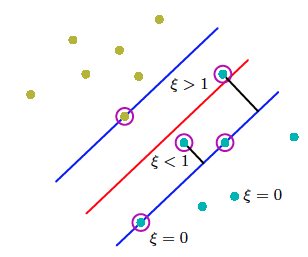 ξ > 1
ξ < 1
ξ = 0
ξ = 0